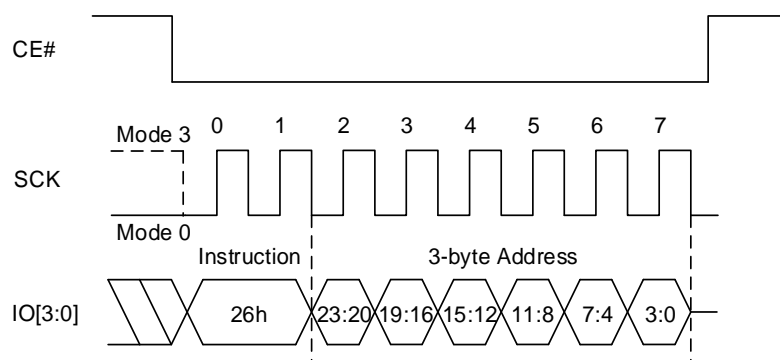 CE#
Mode 3 0 1 2 3 4 5 6 7
SCK
Mode 0
Instruction 3-byte Address
IO[3:0] 26h 23:20 19:16 15:12 11:8 7:4 3:0